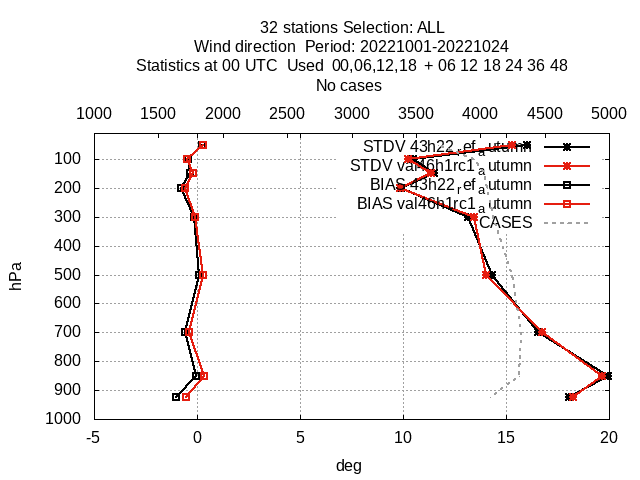 32 stations Selection: ALL
Wind direction  Period: 20221001-20221024
Statistics at 00 UTC  Used  00,06,12,18  + 06 12 18 24 36 48
No cases
1000 1500 2000 2500 3000 3500 4000 4500 5000
STDV 43h22_ref_autumn
STDV val46h1rc1_autumn
BIAS 43h22_ref_autumn
BIAS val46h1rc1_autumn
CASES
100
200
300
400
500
600
700
800
900
1000
hPa
-5 0 5 10 15 20
deg